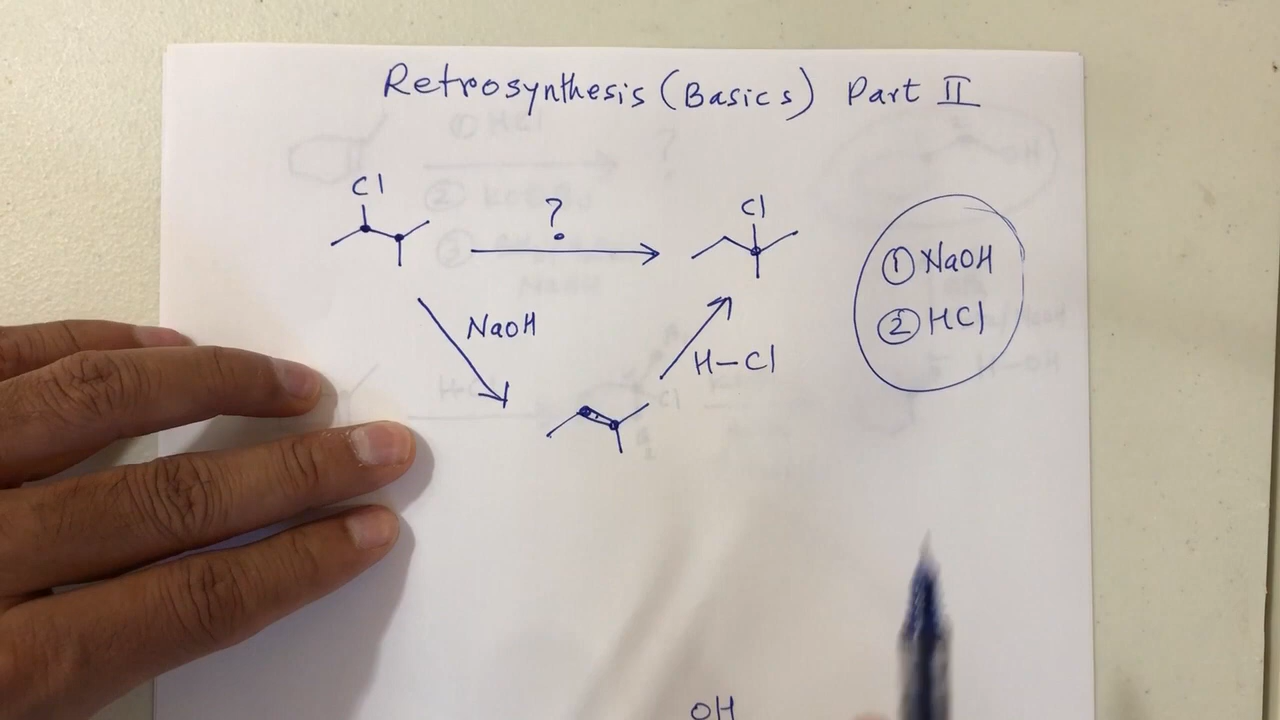 Retrosynthesis (Basics) Part II
Cl
?
Cl
① NaOH
② HCl
NaOH
H–Cl
OH